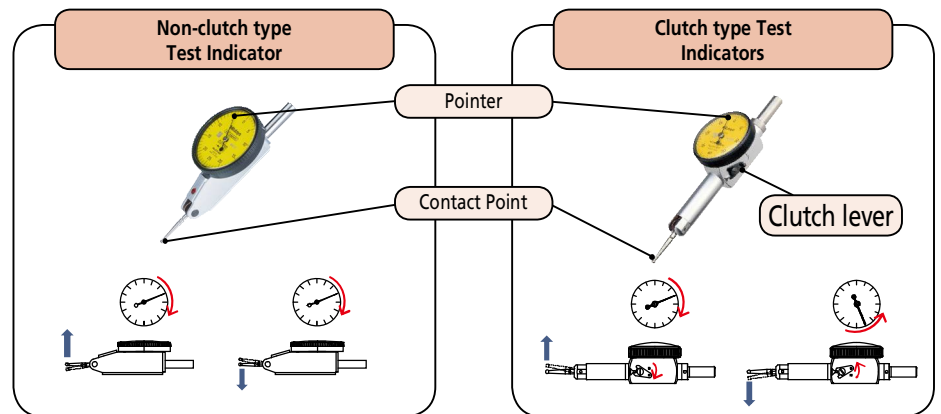 Non-clutch type
Test Indicator
Clutch type Test
Indicators
Pointer
Contact Point
Clutch lever